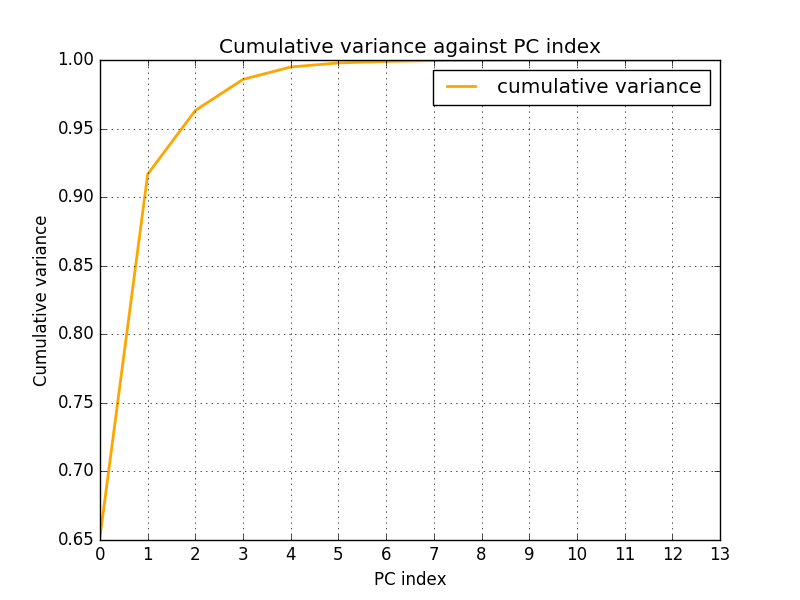 Cumulative variance against PC index
1.00
0.95
0.90
0.85
0.80
0.75
0.70
0.65
Cumulative variance
cumulative variance
0 1 2 3 4 5 6 7 8 9 10 11 12 13
PC index